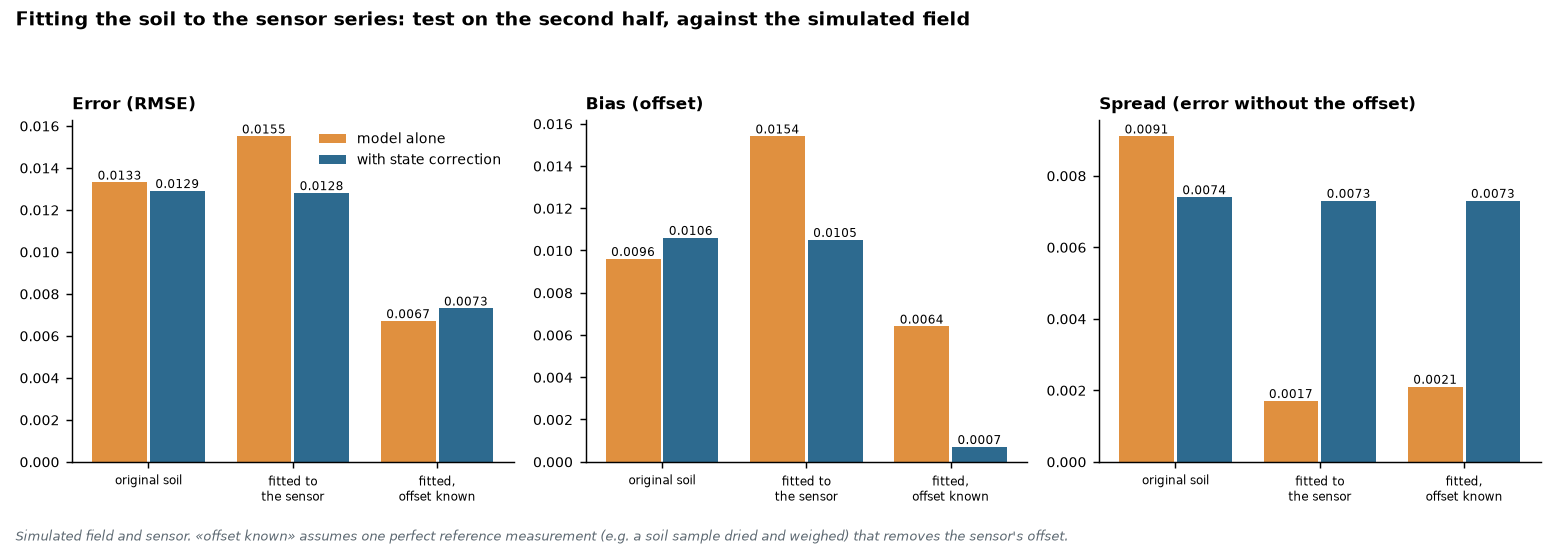 Fitting the soil to the sensor series: test on the second half, against the simulated field
Error (RMSE)
0.016
0.014
0.012
0.010
0.008
0.006
0.004
0.002
0.000
0.0133
0.0129
0.0155
0.0128
0.0067
0.0073
model alone
with state correction
original soil
fitted to
the sensor
fitted,
offset known
Bias (offset)
0.016
0.014
0.012
0.010
0.008
0.006
0.004
0.002
0.000
0.0096
0.0106
0.0154
0.0105
0.0064
0.0007
original soil
fitted to
the sensor
fitted,
offset known
Spread (error without the offset)
0.008
0.006
0.004
0.002
0.000
0.0091
0.0074
0.0017
0.0073
0.0021
0.0073
original soil
fitted to
the sensor
fitted,
offset known
Simulated field and sensor. «offset known» assumes one perfect reference measurement (e.g. a soil sample dried and weighed) that removes the sensor's offset.